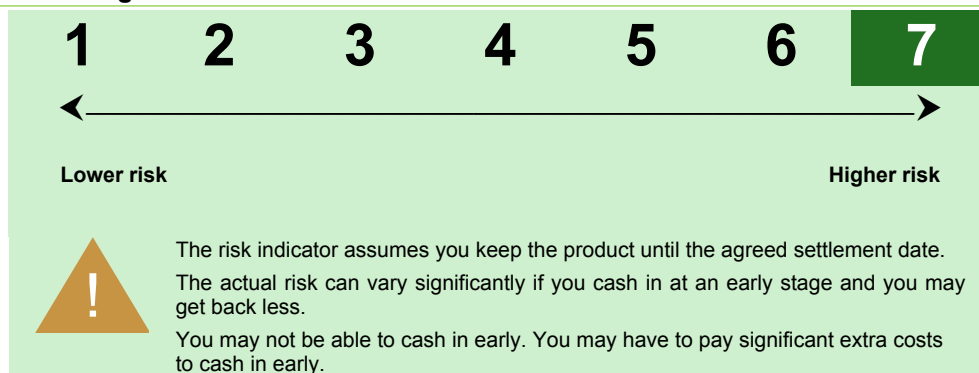 1 2 3 4 5 6 7
Lower risk Higher risk
!
The risk indicator assumes you keep the product until the agreed settlement date.
The actual risk can vary significantly if you cash in at an early stage and you may
get back less.
You may not be able to cash in early. You may have to pay significant extra costs
to cash in early.